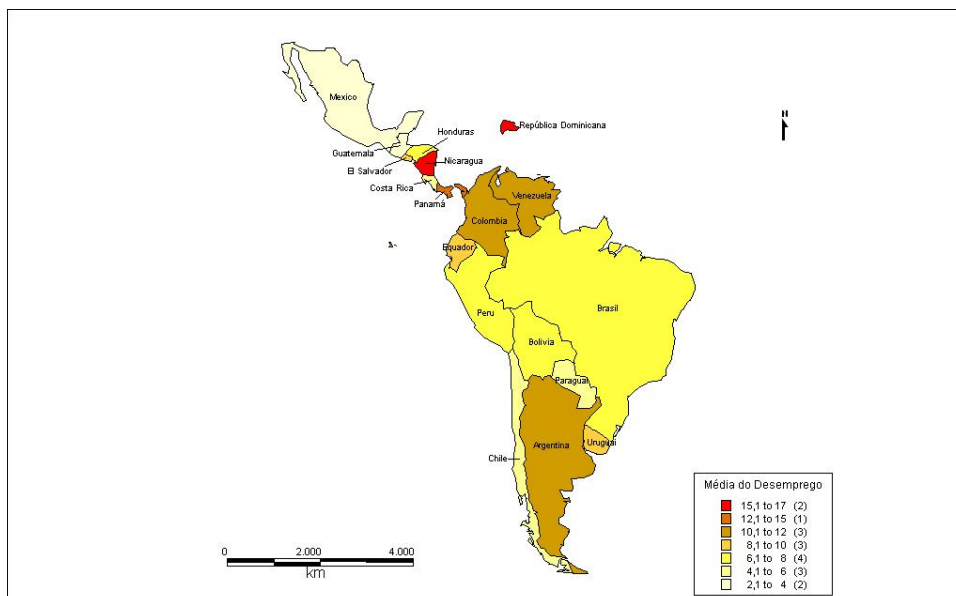 Mexico
N
República Dominicana
Honduras
Guatemala
Nicaragua
El Salvador
Costa Rica
Panamá
Venezuela
Colombia
Equador
Peru
Brasil
Bolivia
Paraguai
Argentina
Uruguai
Chile
Média do Desemprego
15,1 to 17 (2)
12,1 to 15 (1)
10,1 to 12 (3)
8,1 to 10 (3)
6,1 to 8 (4)
4,1 to 6 (3)
2,1 to 4 (2)
0 2.000 4.000
km